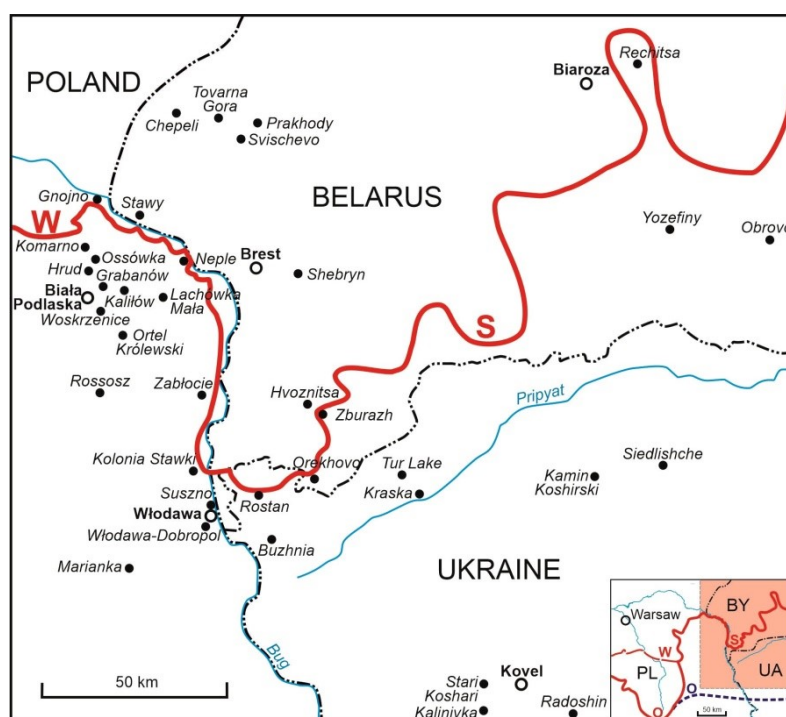 POLAND
BELARUS
UKRAINE
Biaroza
Rechitsa
Tovarna
Gora
Chepeli
Prakhody
Svischevo
Gnojno
Stawy
W
Komarno
Ossówka
Neple
Brest
Shebryn
Yozefiny
Obrovo
Hrud
Grabanów
Biała
Podlaska
Kaliłów
Lachówka
Mała
Woskrzenice
Ortel
Królewski
S
Rossosz
Zabłocie
Hvoznitsa
Zburazh
Pripyat
Kolonia Stawki
Orekhovo
Tur Lake
Siedlishche
Kamin
Koshirski
Kraska
Suszno
Rostan
Włodawa
Włodawa-Dobropol
Buzhnia
Marianka
Bug
50 km
Stari
Koshari
Kovel
Kalinivka
Radoshin
BY
Warsaw
S
W
PL
UA
O
O
50 km